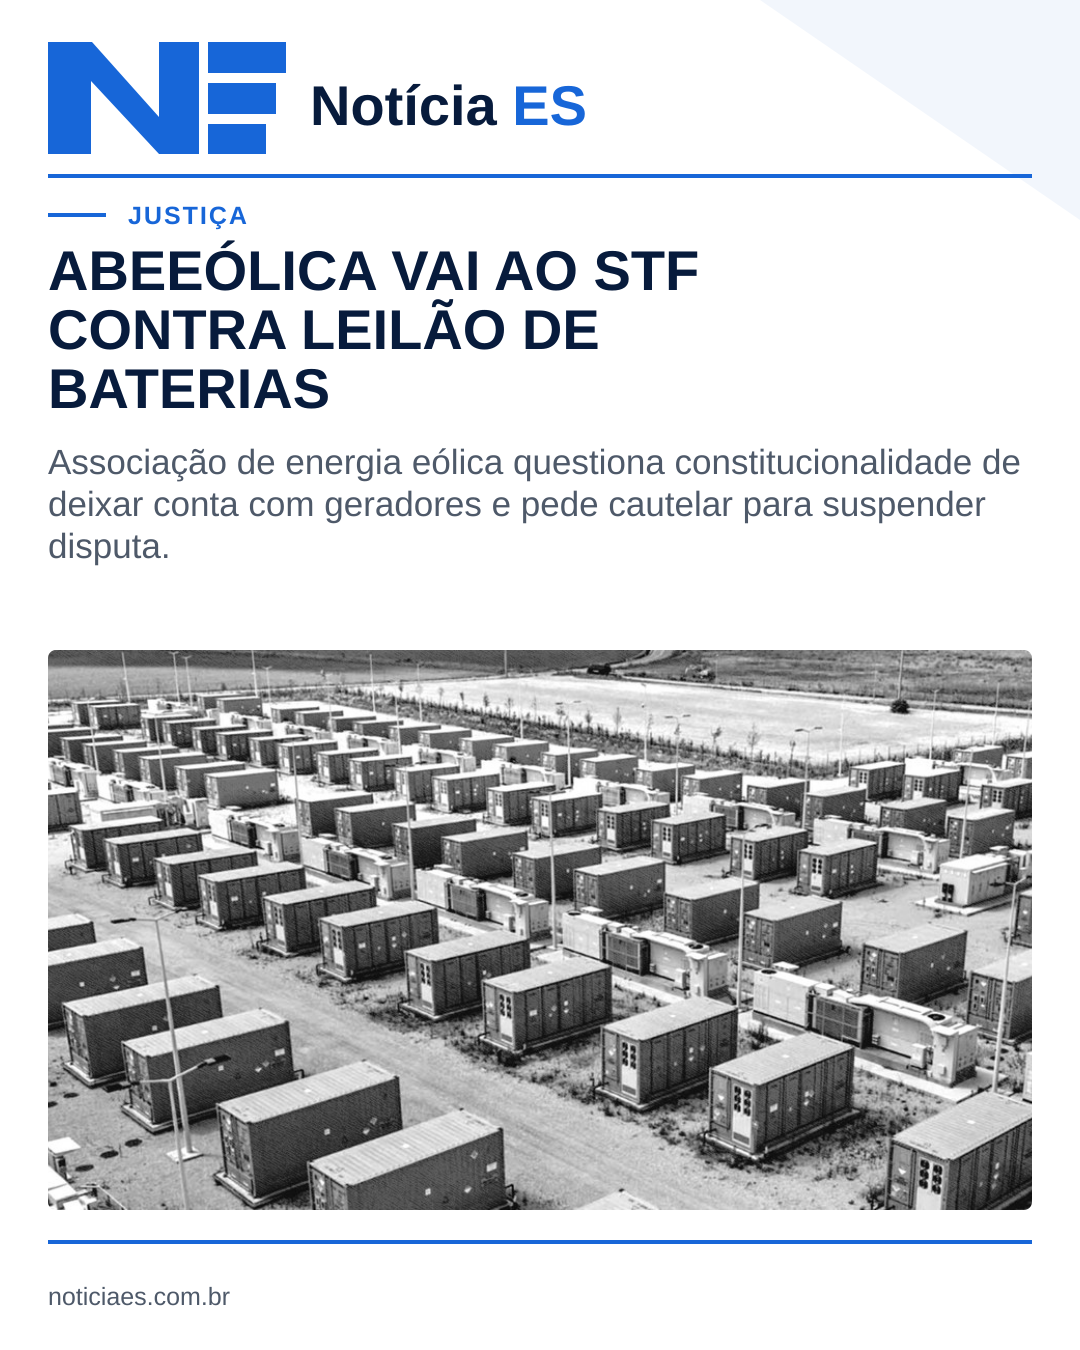 NE
Notícia ES
JUSTIÇA
ABEEÓLICA VAI AO STF
CONTRA LEILÃO DE
BATERIAS
Associação de energia eólica questiona constitucionalidade de
deixar conta com geradores e pede cautelar para suspender
disputa.
noticiaes.com.br